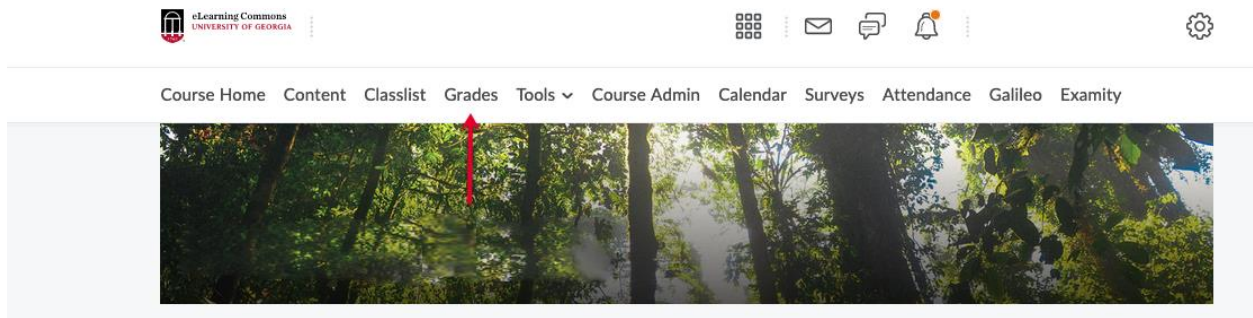 eLearning Commons
UNIVERSITY OF GEORGIA
Course Home Content Classlist Grades Tools Course Admin Calendar Surveys Attendance Galileo Examity